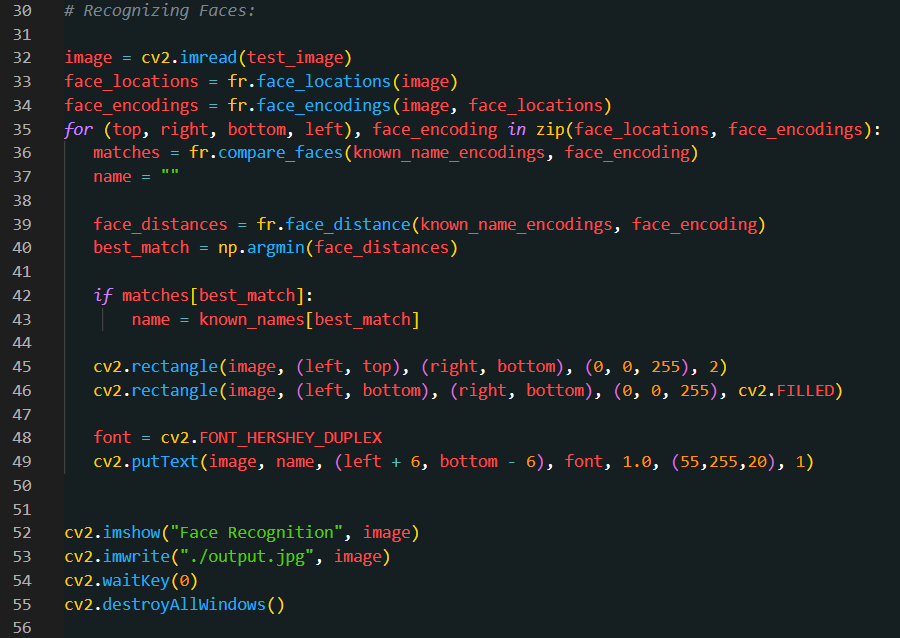 30 # Recognizing Faces:
31
32 image = cv2.imread(test_image)
33 face_locations = fr.face_locations(image)
34 face_encodings = fr.face_encodings(image, face_locations)
35 for (top, right, bottom, left), face_encoding in zip(face_locations, face_encodings):
36     matches = fr.compare_faces(known_name_encodings, face_encoding)
37     name = ""
38
39     face_distances = fr.face_distance(known_name_encodings, face_encoding)
40     best_match = np.argmin(face_distances)
41
42     if matches[best_match]:
43         name = known_names[best_match]
44
45     cv2.rectangle(image, (left, top), (right, bottom), (0, 0, 255), 2)
46     cv2.rectangle(image, (left, bottom), (right, bottom), (0, 0, 255), cv2.FILLED)
47
48     font = cv2.FONT_HERSHEY_DUPLEX
49     cv2.putText(image, name, (left + 6, bottom - 6), font, 1.0, (55,255,20), 1)
50
51
52 cv2.imshow("Face Recognition", image)
53 cv2.imwrite("./output.jpg", image)
54 cv2.waitKey(0)
55 cv2.destroyAllWindows()
56